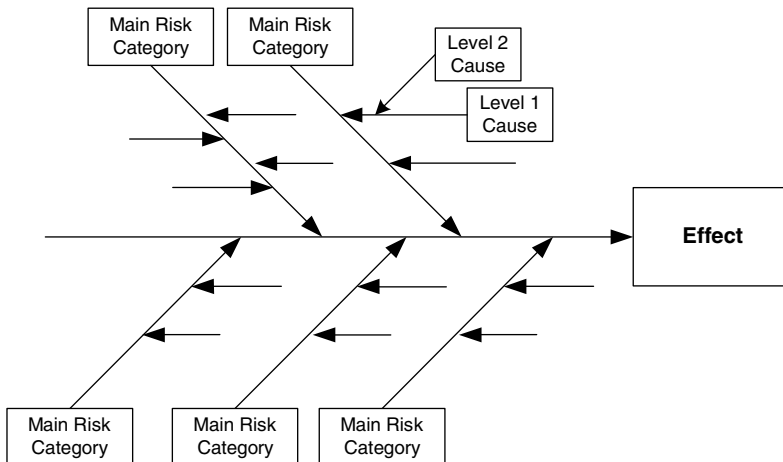 Main Risk
Category
Main Risk
Category
Level 2
Cause
Level 1
Cause
Effect
Main Risk
Category
Main Risk
Category
Main Risk
Category